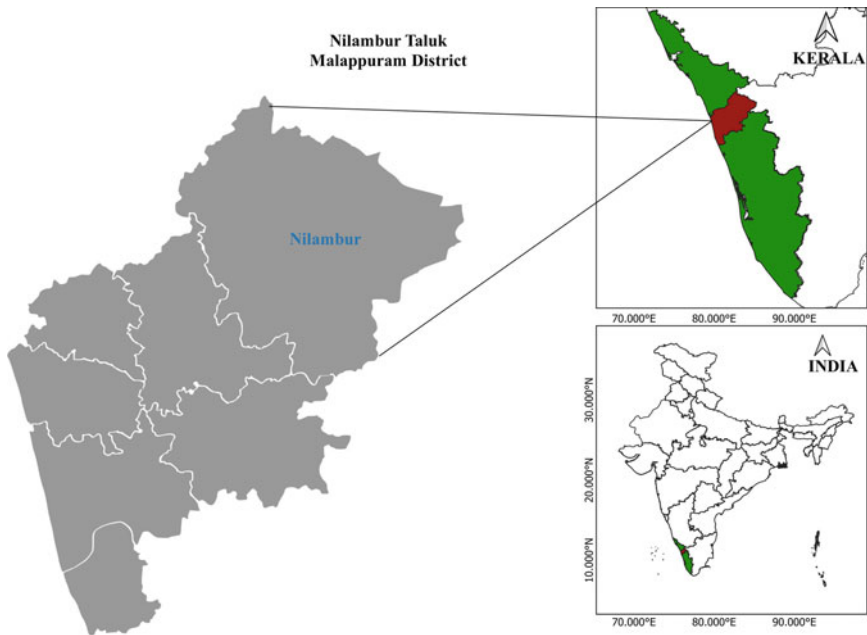 Nilambur Taluk
Malappuram District
Nilambur
KERALA
70.000°E 80.000°E 90.000°E
INDIA
30.000°N
20.000°N
10.000°N
70.000°E 80.000°E 90.000°E